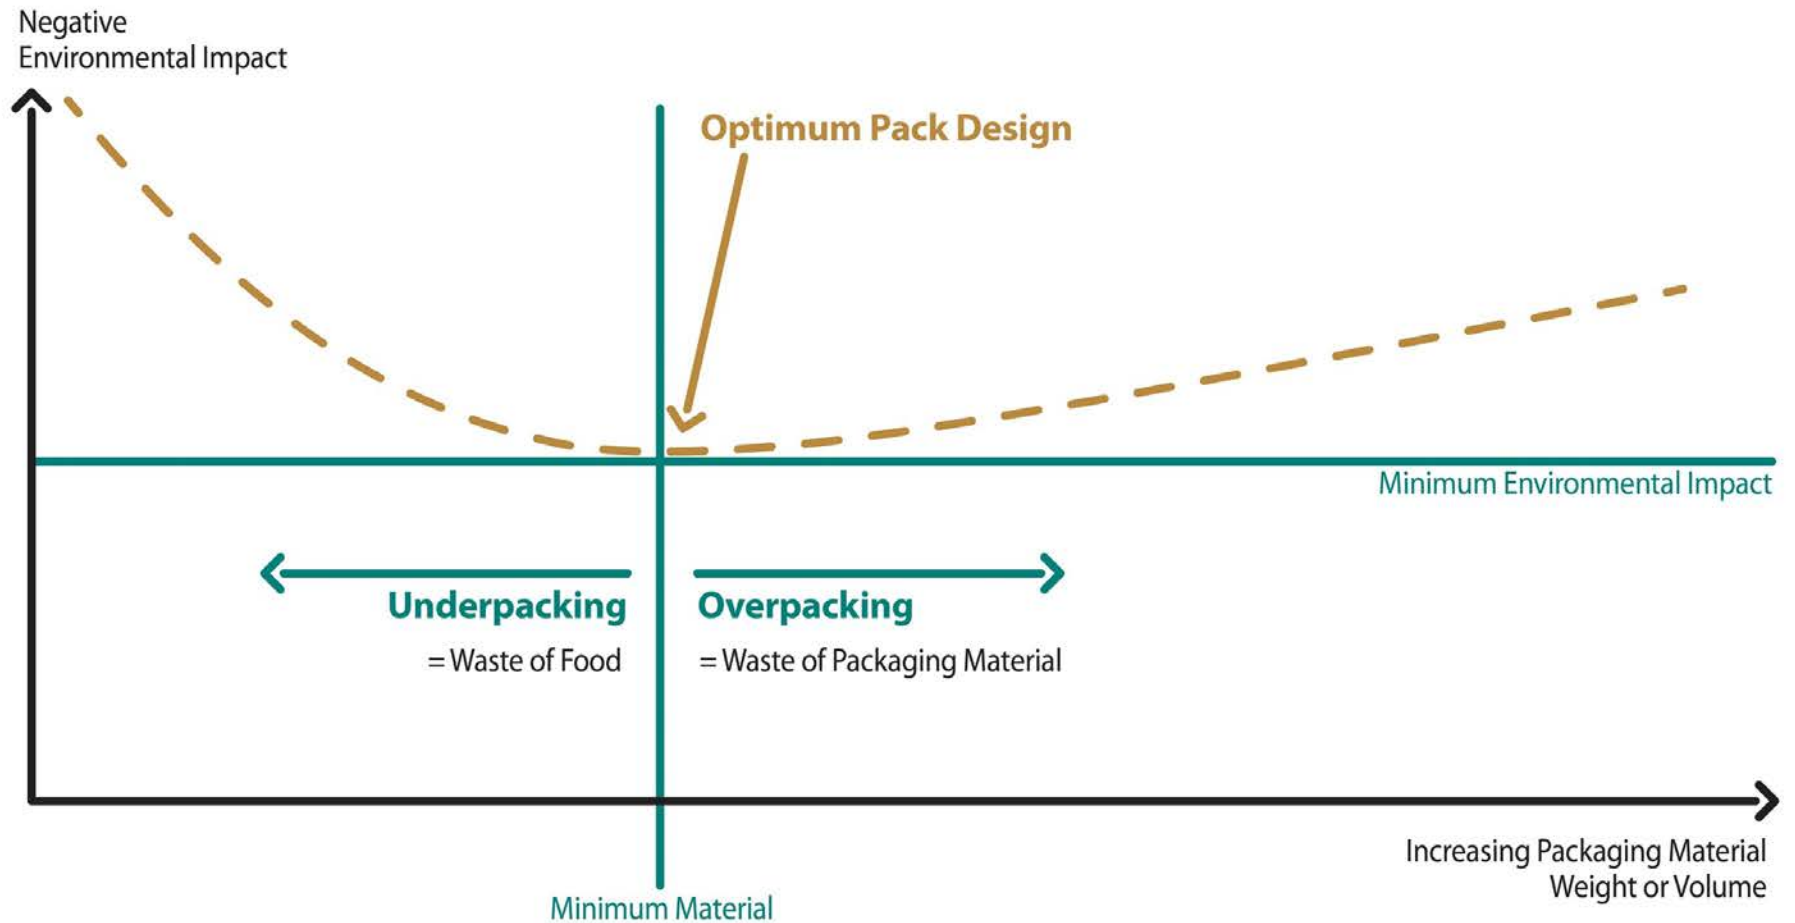 Negative
Environmental Impact
Optimum Pack Design
Minimum Environmental Impact
Underpacking
= Waste of Food
Overpacking
= Waste of Packaging Material
Increasing Packaging Material
Weight or Volume
Minimum Material